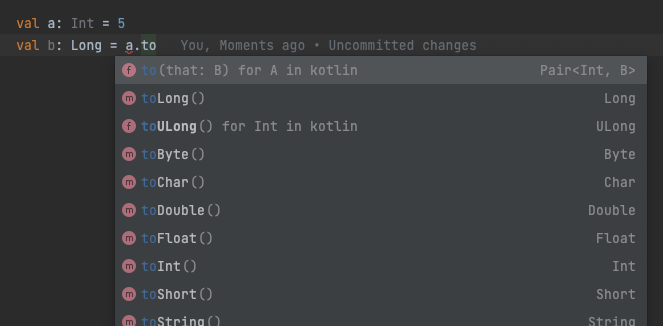 val a: Int = 5
val b: Long = a.to You, Moments ago • Uncommitted changes
f to(that: B) for A in kotlin Pair<Int, B>
m toLong() Long
f toULong() for Int in kotlin ULong
m toByte() Byte
m toChar() Char
m toDouble() Double
m toFloat() Float
m toInt() Int
m toShort() Short
m toString() String